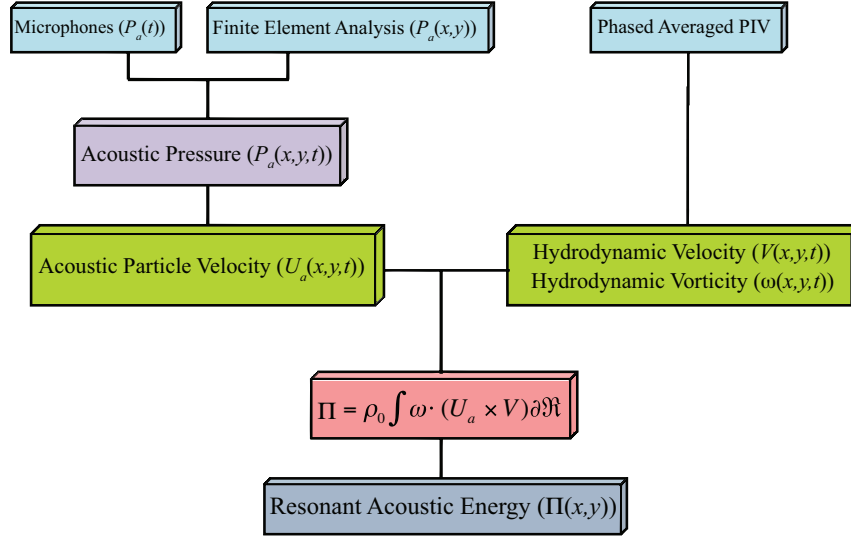 Microphones (Pₐ(t))
Finite Element Analysis (Pₐ(x,y))
Phased Averaged PIV
Acoustic Pressure (Pₐ(x,y,t))
Acoustic Particle Velocity (Uₐ(x,y,t))
Hydrodynamic Velocity (V(x,y,t))
Hydrodynamic Vorticity (ω(x,y,t))
Π = ρ₀∫ω· (Uₐ × V)∂ℜ
Resonant Acoustic Energy (Π(x,y))